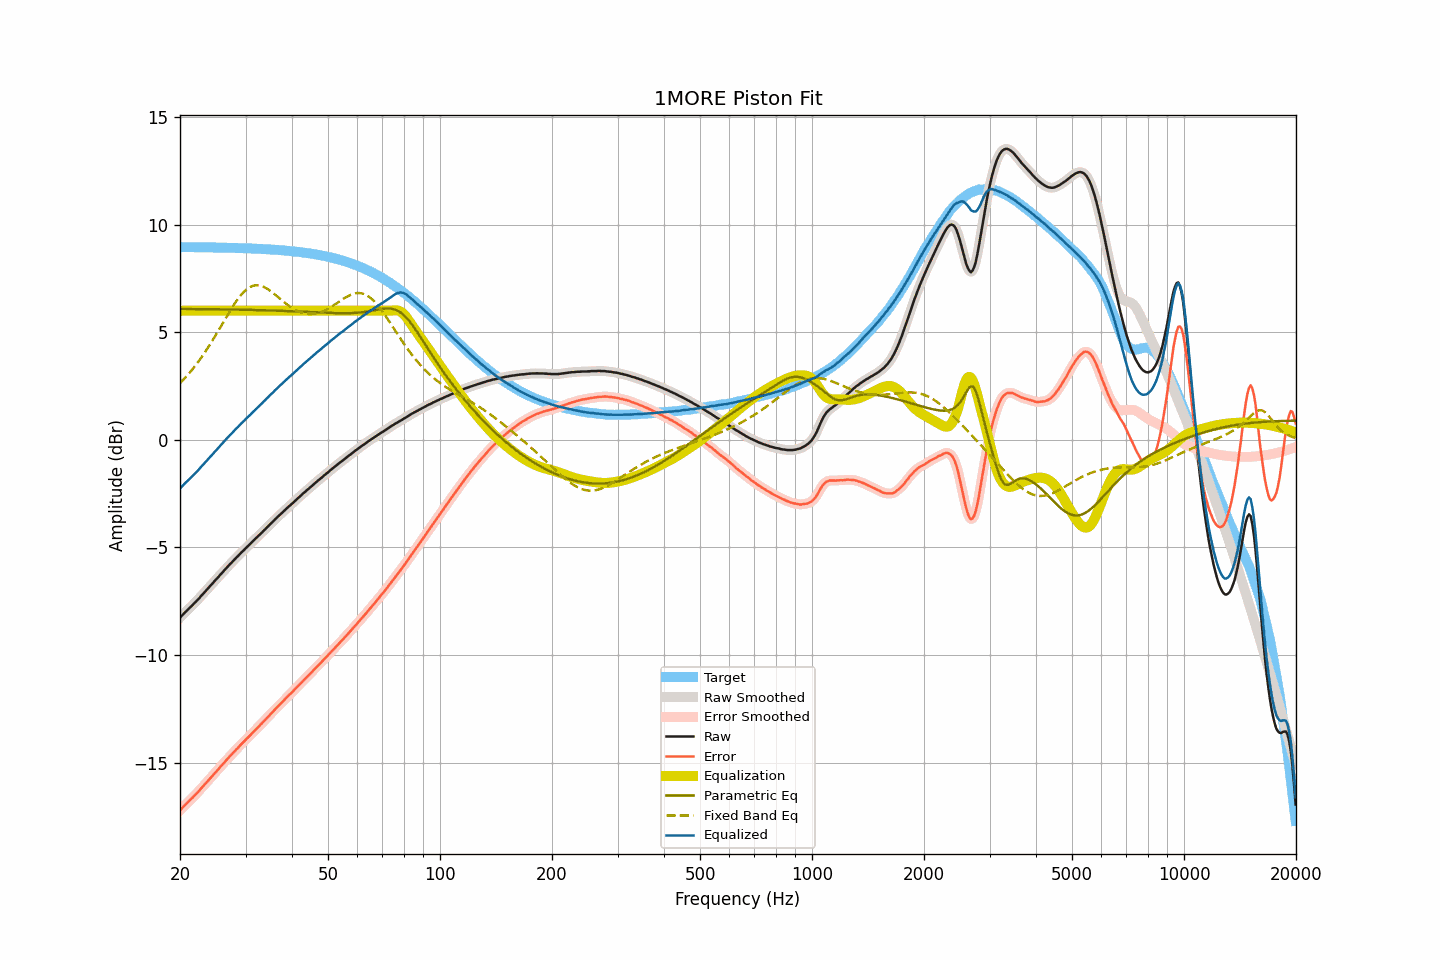 1MORE Piston Fit
15
10
5
0
−5
−10
−15
Amplitude (dBr)
Target
Raw Smoothed
Error Smoothed
Raw
Error
Equalization
Parametric Eq
Fixed Band Eq
Equalized
20 50 100 200 500 1000 2000 5000 10000 20000
Frequency (Hz)